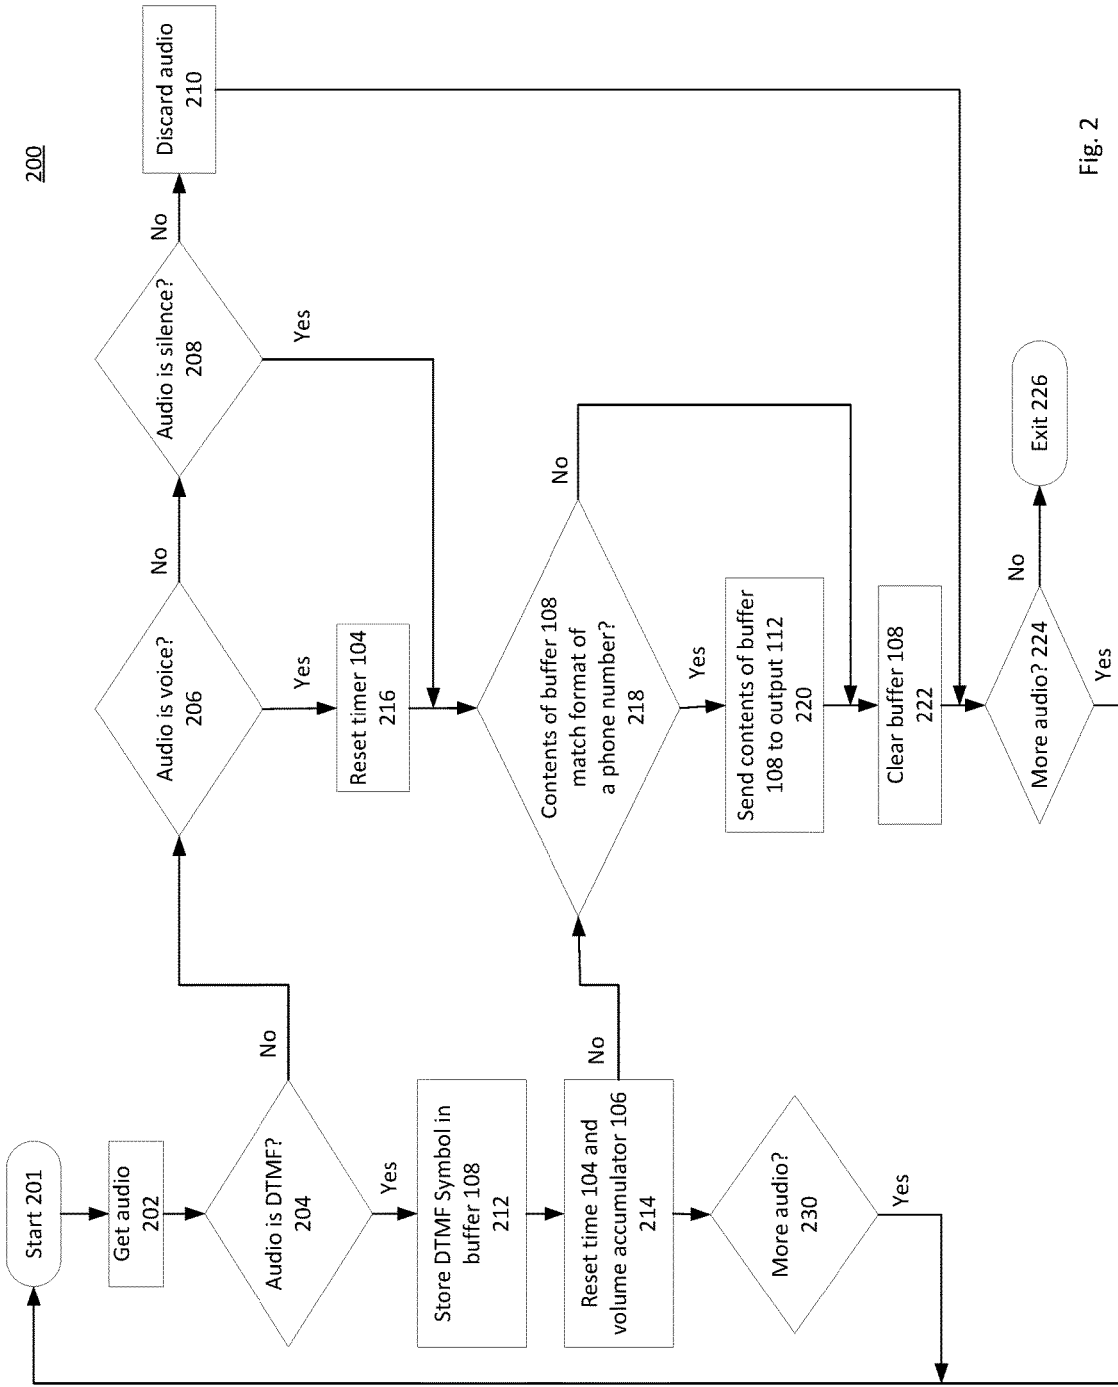 200
Start 201
Get audio
202
Audio is DTMF?
204
No
Yes
Audio is voice?
206
No
Yes
Audio is silence?
208
No
Yes
Discard audio
210
Store DTMF Symbol in
buffer 108
212
Reset time 104 and
volume accumulator 106
214
No
More audio?
230
Yes
Reset timer 104
216
Contents of buffer 108
match format of
a phone number?
218
No
Yes
Send contents of buffer
108 to output 112
220
Clear buffer 108
222
More audio? 224
No
Yes
Exit 226
Fig. 2